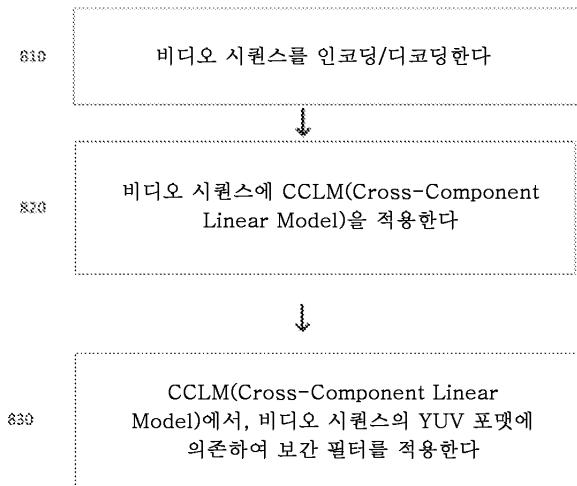 810
비디오 시퀀스를 인코딩/디코딩한다
820
비디오 시퀀스에 CCLM(Cross-Component
Linear Model)을 적용한다
830
CCLM(Cross-Component Linear
Model)에서, 비디오 시퀀스의 YUV 포맷에
의존하여 보간 필터를 적용한다